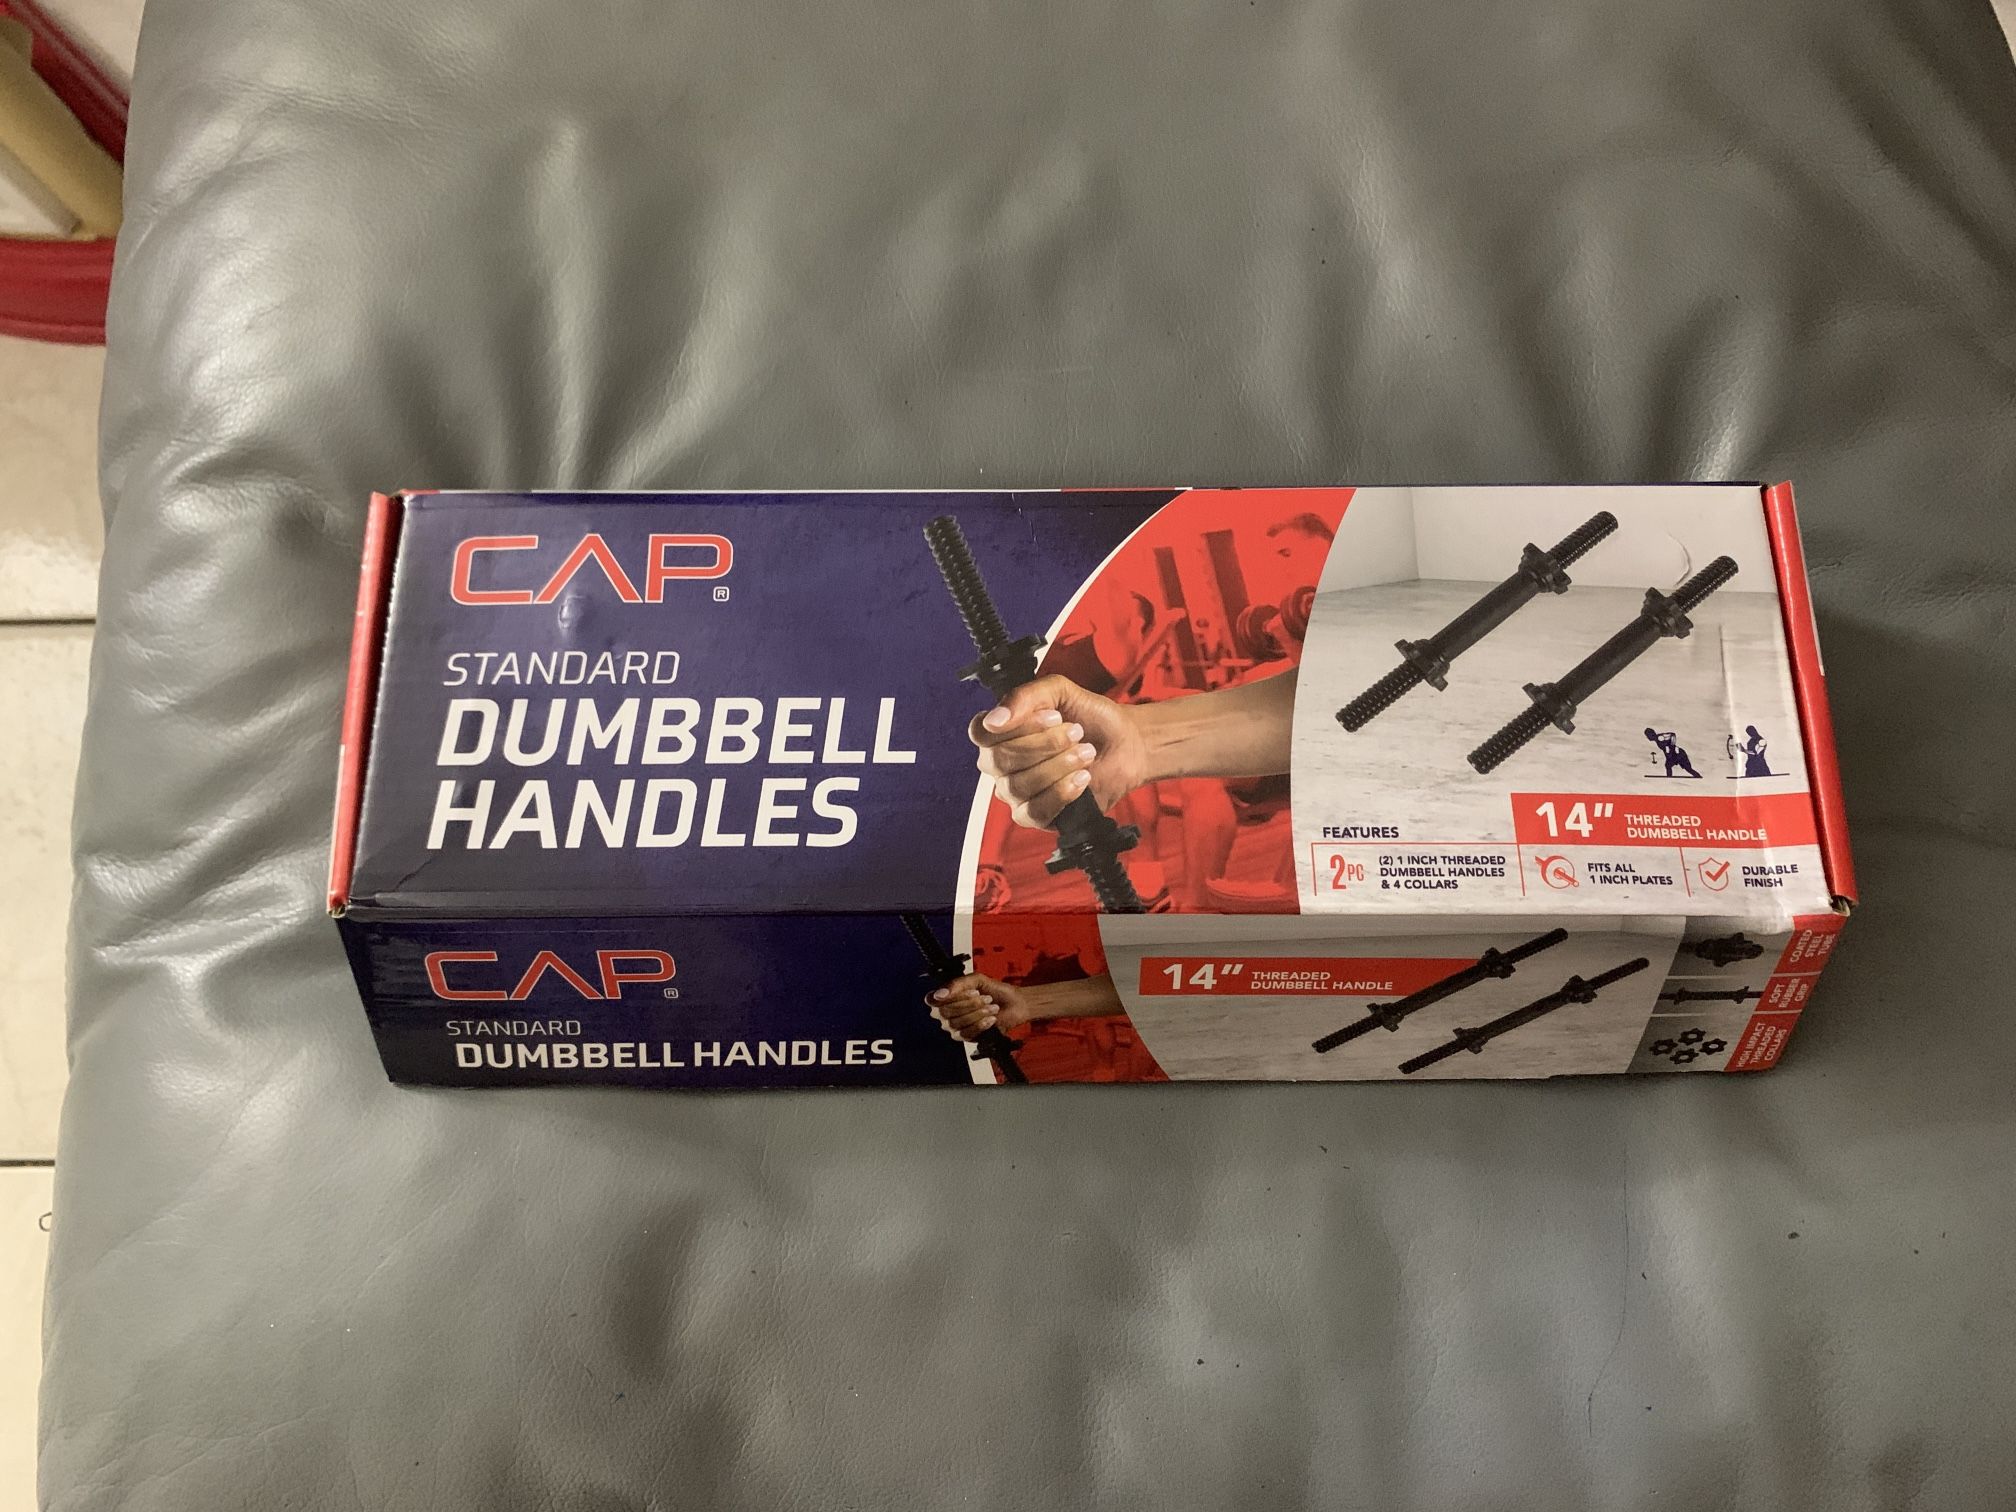 CAP®
STANDARD
DUMBBELL
HANDLES
14" THREADED
DUMBBELL HANDLE
FEATURES
2PC
(2) 1 INCH THREADED
DUMBBELL HANDLES
& 4 COLLARS
FITS ALL
1 INCH PLATES
DURABLE
FINISH
CAP®
STANDARD
DUMBBELL HANDLES
14" THREADED
DUMBBELL HANDLE
COATED
STEEL
TUBE
SOFT
RUBBER
GRIP
HIGH IMPACT
THREADED
COLLARS